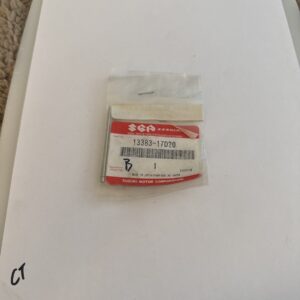 SGP
13383-17D20
B 1
SUZUKI MOTOR CORPORATION
CT